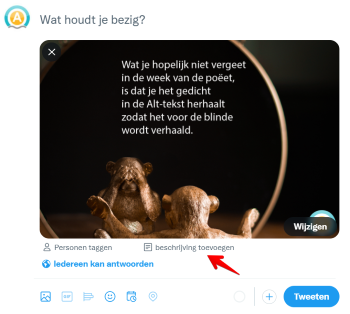 Wat houdt je bezig?
Wat je hopelijk niet vergeet
in de week van de poëet,
is dat je het gedicht
in de Alt-tekst herhaalt
zodat het voor de blinde
wordt verhaald.
Wijzigen
Personen taggen
beschrijving toevoegen
Iedereen kan antwoorden
GIF
Tweeten